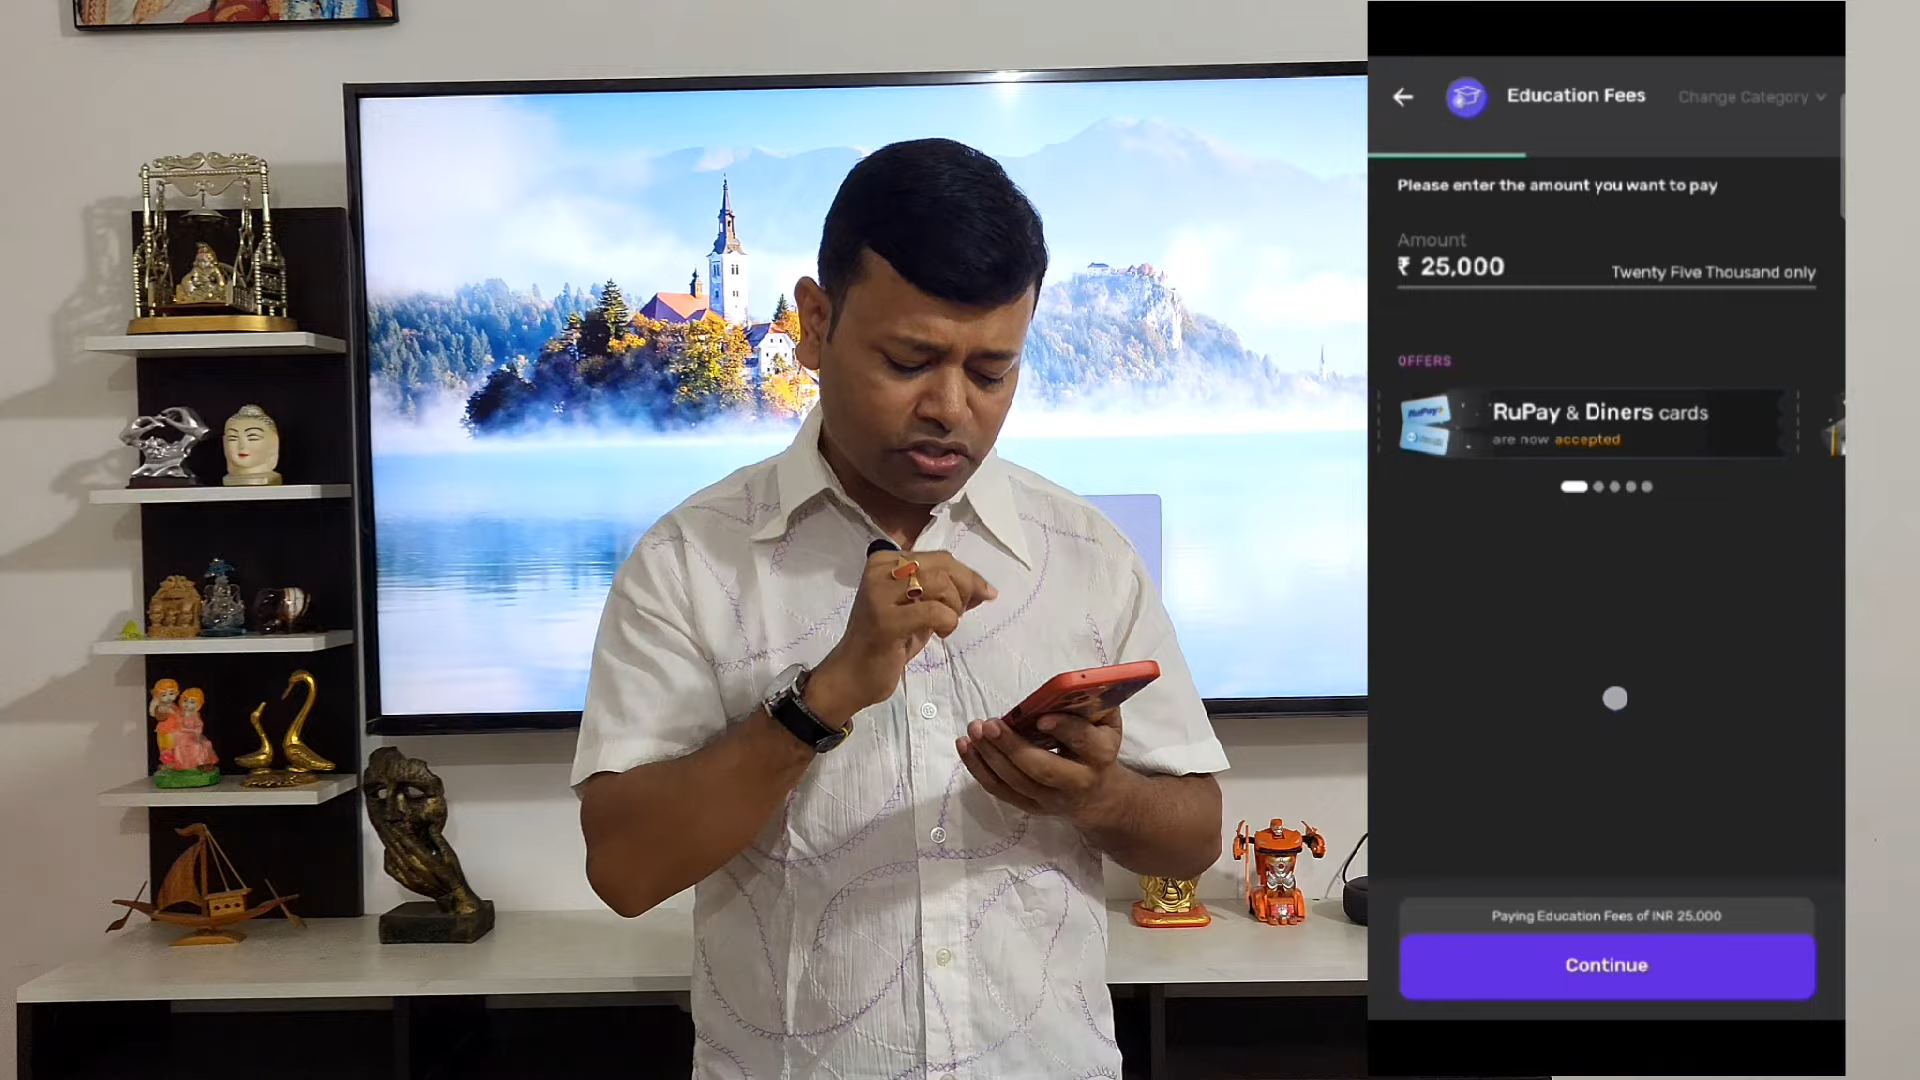 Education Fees
Change Category
Please enter the amount you want to pay
Amount
₹ 25,000
Twenty Five Thousand only
OFFERS
RuPay
RuPay & Diners cards
are now accepted
Paying Education Fees of INR 25,000
Continue